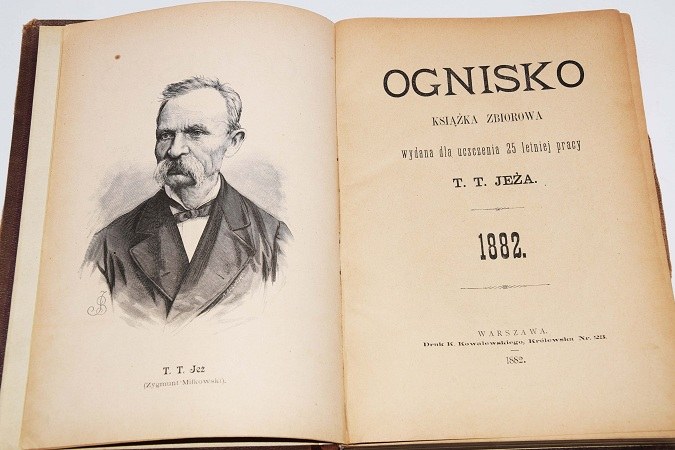 T. T. Jeż
(Zygmunt Miłkowski).
OGNISKO
KSIĄŻKA ZBIOROWA
wydana dla uczczenia 25 letniej pracy
T. T. JEŻA.
1882.
WARSZAWA.
Druk K. Kowalewskiego, Królewska Nr. 23.
1882.